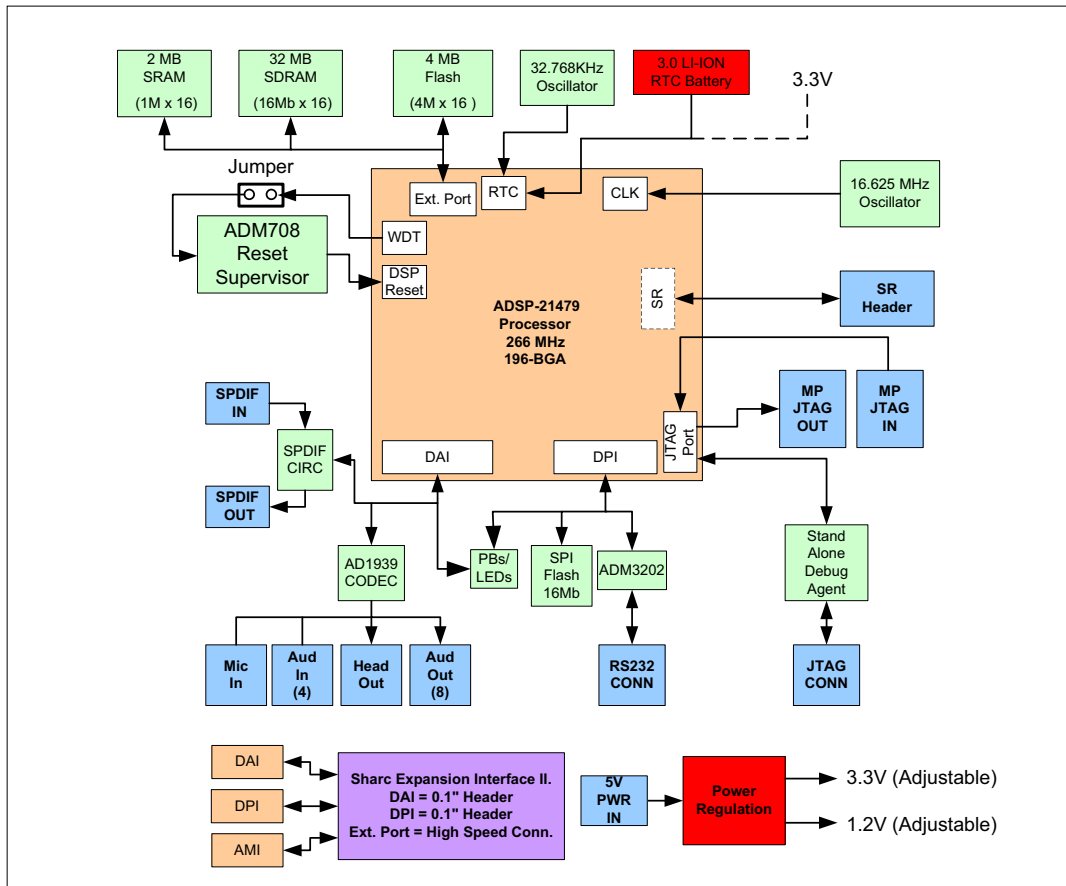 2 MB
SRAM
(1M x 16)
32 MB
SDRAM
(16Mb x 16)
4 MB
Flash
(4M x 16 )
32.768KHz
Oscillator
3.0 LI-ION
RTC Battery
3.3V
Jumper
Ext. Port
RTC
CLK
16.625 MHz
Oscillator
ADM708
Reset
Supervisor
WDT
DSP
Reset
ADSP-21479
Processor
266 MHz
196-BGA
SR
SR
Header
SPDIF
IN
MP
JTAG
OUT
MP
JTAG
IN
JTAG
Port
SPDIF
CIRC
DAI
DPI
SPDIF
OUT
AD1939
CODEC
PBs/
LEDs
SPI
Flash
16Mb
ADM3202
Stand
Alone
Debug
Agent
Mic
In
Aud
In
(4)
Head
Out
Aud
Out
(8)
RS232
CONN
JTAG
CONN
DAI
DPI
AMI
Sharc Expansion Interface II.
DAI = 0.1" Header
DPI = 0.1" Header
Ext. Port = High Speed Conn.
5V
PWR
IN
Power
Regulation
3.3V (Adjustable)
1.2V (Adjustable)